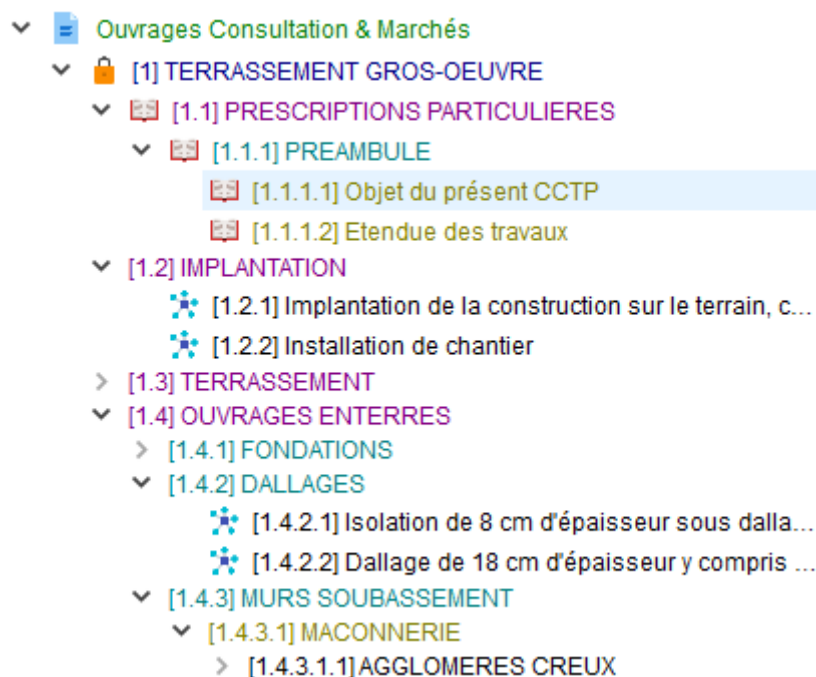 Ouvrages Consultation & Marchés
[1] TERRASSEMENT GROS-OEUVRE
[1.1] PRESCRIPTIONS PARTICULIERES
[1.1.1] PREAMBULE
[1.1.1.1] Objet du présent CCTP
[1.1.1.2] Etendue des travaux
[1.2] IMPLANTATION
[1.2.1] Implantation de la construction sur le terrain, c...
[1.2.2] Installation de chantier
[1.3] TERRASSEMENT
[1.4] OUVRAGES ENTERRES
[1.4.1] FONDATIONS
[1.4.2] DALLAGES
[1.4.2.1] Isolation de 8 cm d'épaisseur sous dalla...
[1.4.2.2] Dallage de 18 cm d'épaisseur y compris ...
[1.4.3] MURS SOUBASSEMENT
[1.4.3.1] MACONNERIE
[1.4.3.1.1] AGGLOMERES CREUX